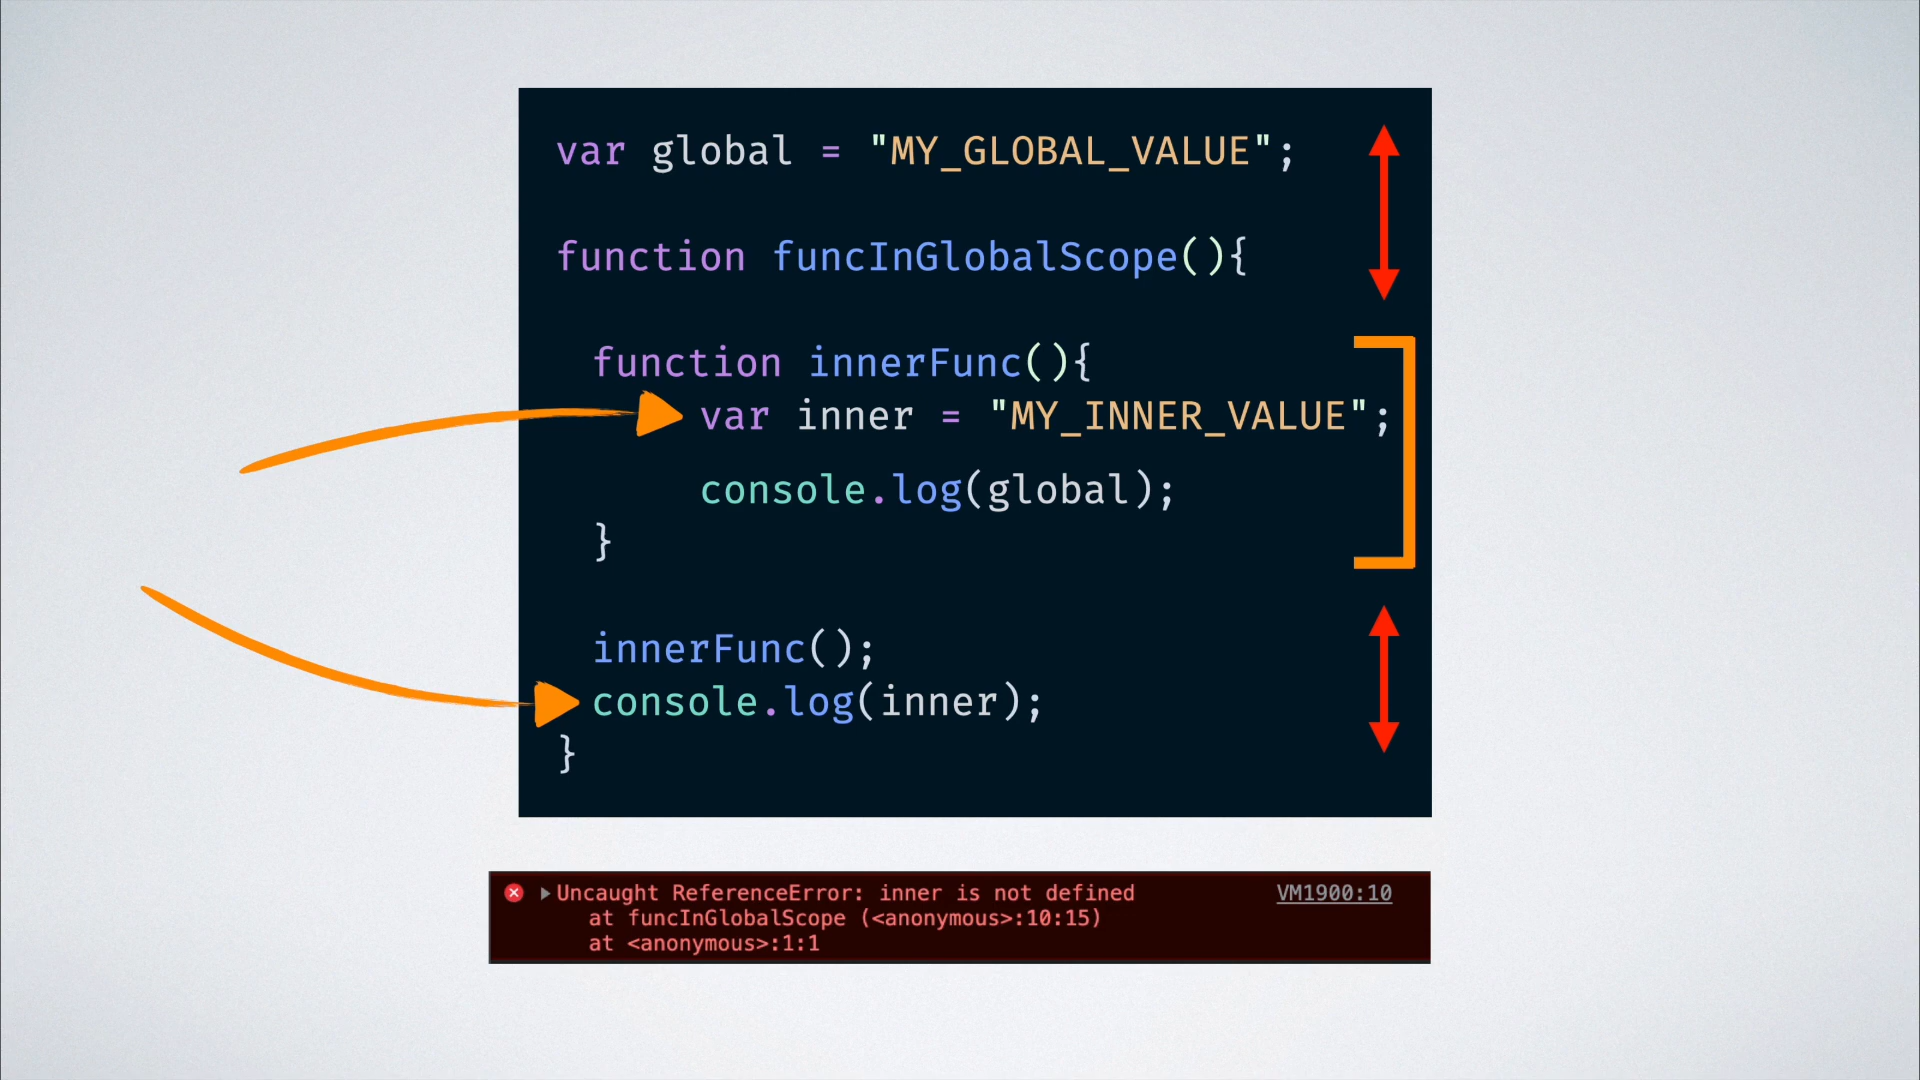 var global = "MY_GLOBAL_VALUE";
function funcInGlobalScope(){
function innerFunc(){
var inner = "MY_INNER_VALUE";
console.log(global);
}
innerFunc();
console.log(inner);
}
Uncaught ReferenceError: inner is not defined VM1900:10
at funcInGlobalScope (<anonymous>:10:15)
at <anonymous>:1:1